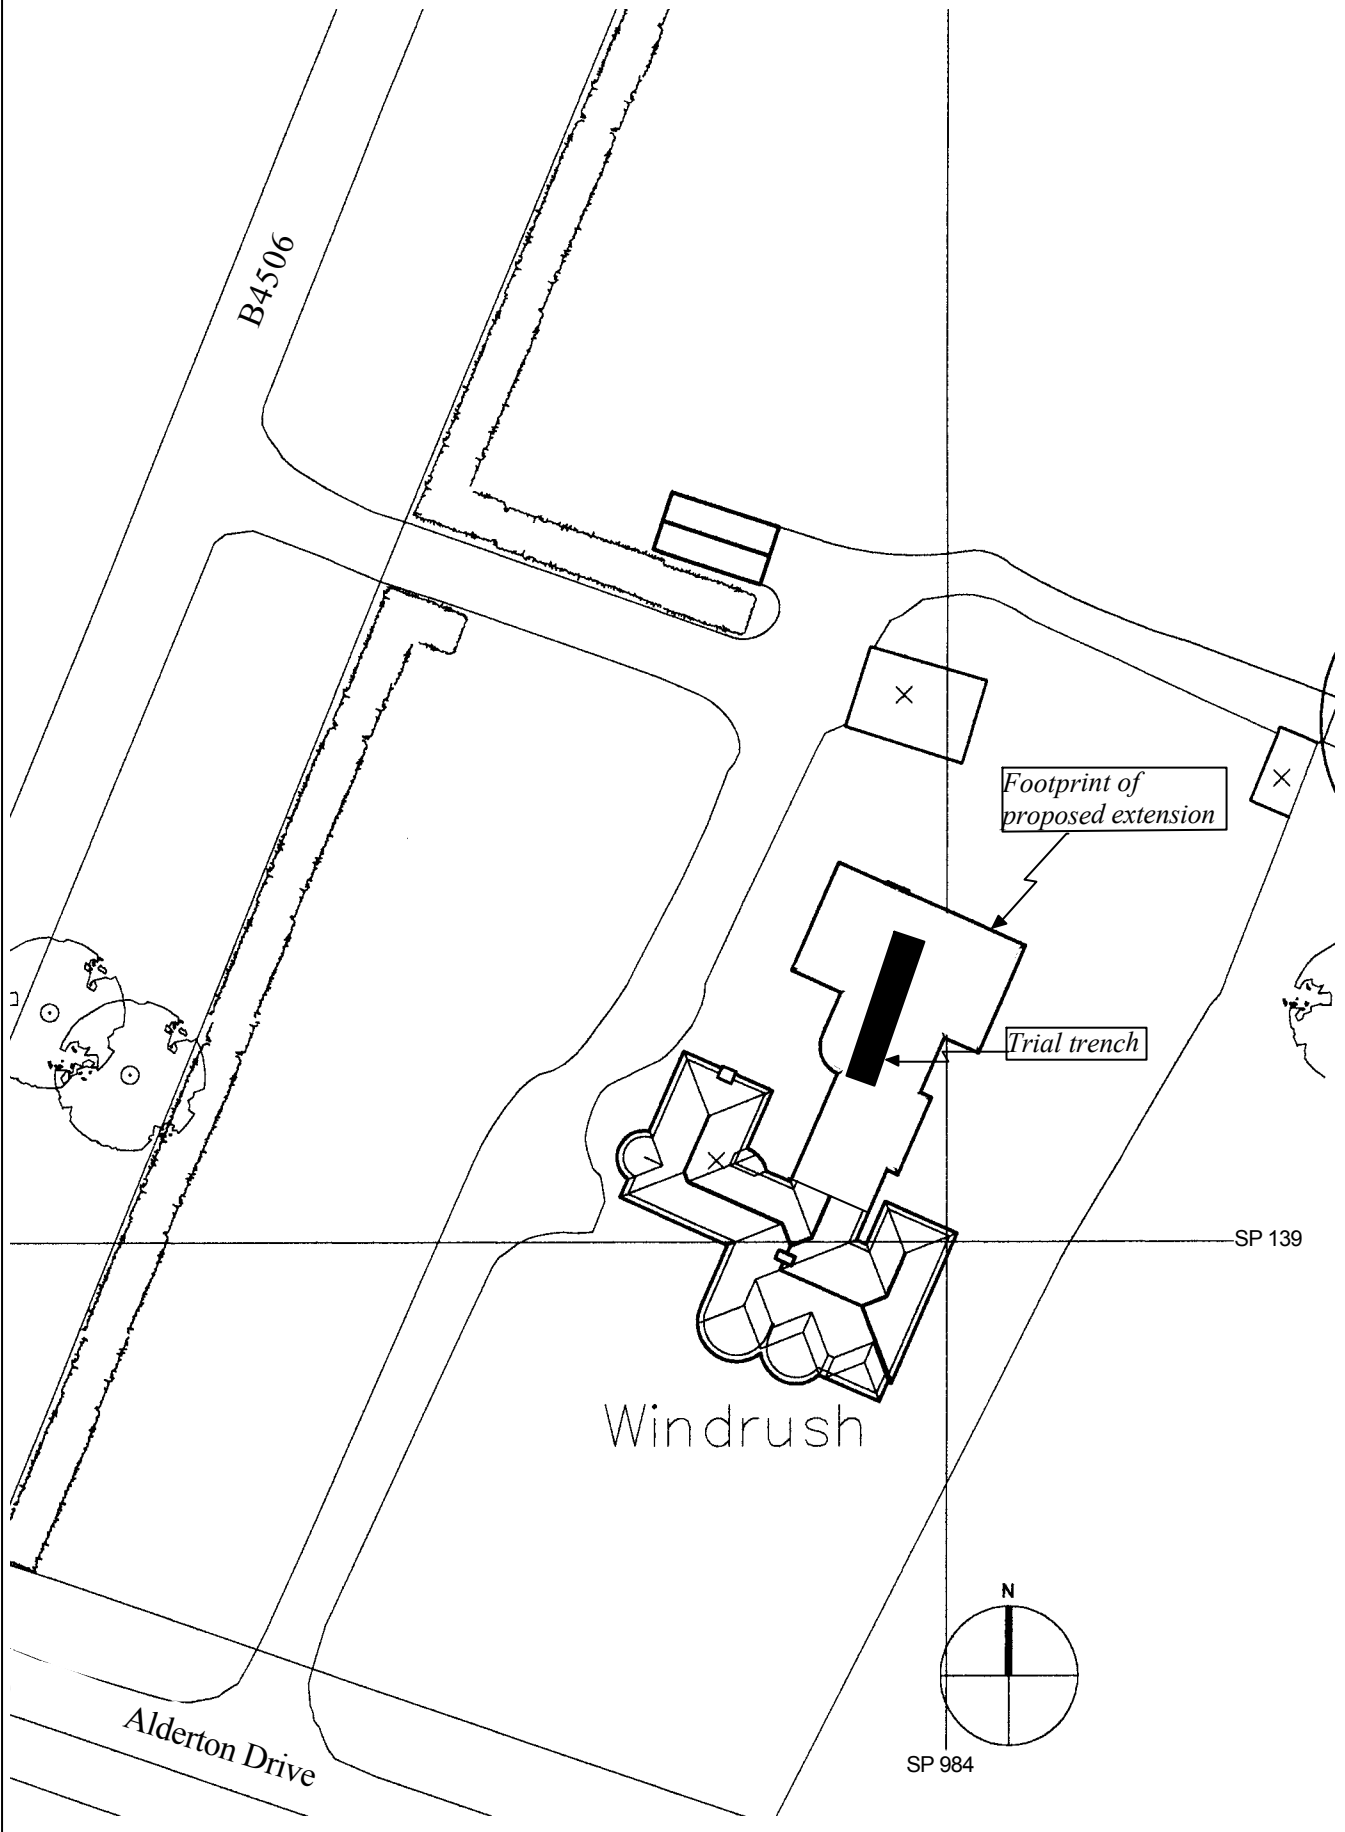 B4506
Footprint of
proposed extension
Trial trench
SP 139
Windrush
N
Alderton Drive
SP 984